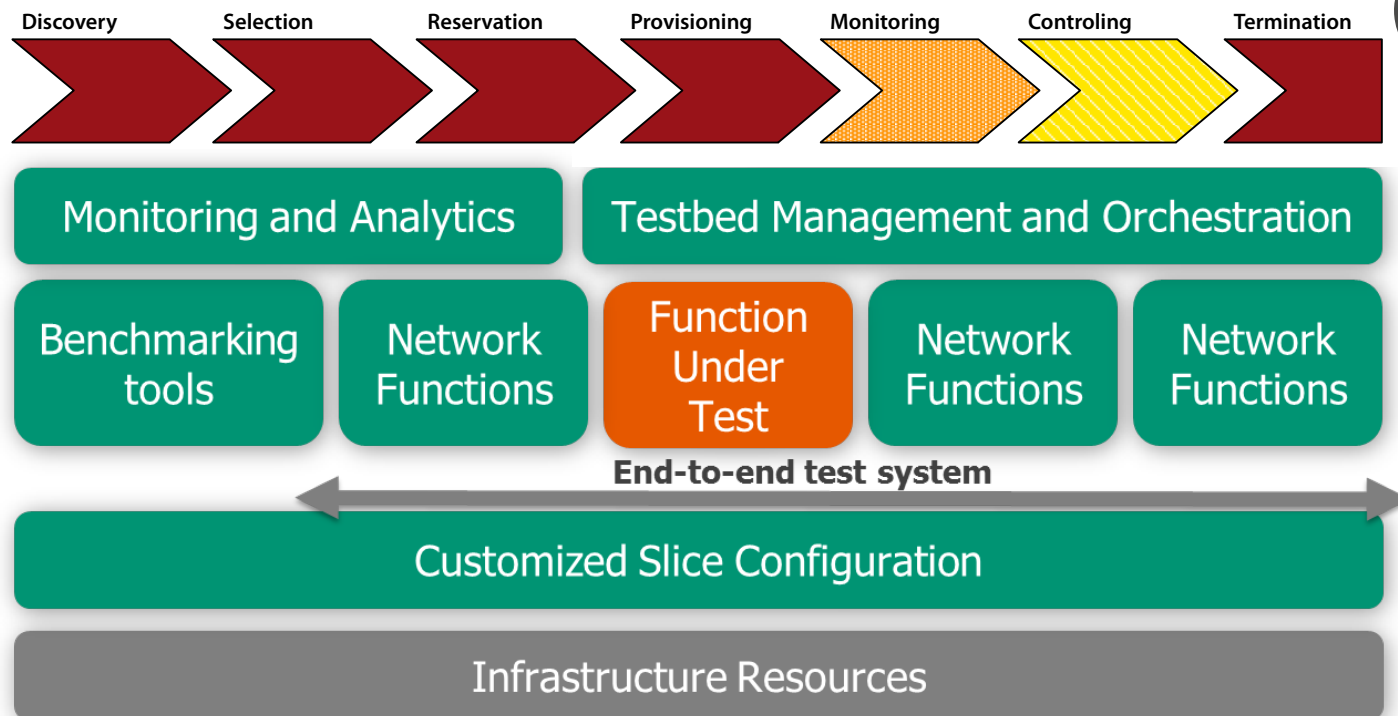 Discovery
Selection
Reservation
Provisioning
Monitoring
Controling
Termination
Monitoring and Analytics
Testbed Management and Orchestration
Benchmarking
tools
Network
Functions
Function
Under
Test
Network
Functions
Network
Functions
End-to-end test system
Customized Slice Configuration
Infrastructure Resources